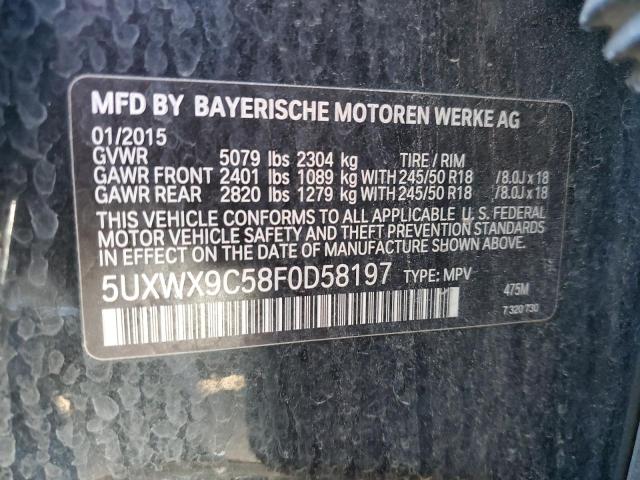 MFD BY BAYERISCHE MOTOREN WERKE AG
01/2015
GVWR 5079 lbs 2304 kg TIRE / RIM
GAWR FRONT 2401 lbs 1089 kg WITH 245/50 R18 /8.0J x 18
GAWR REAR 2820 lbs 1279 kg WITH 245/50 R18 /8.0J x 18
THIS VEHICLE CONFORMS TO ALL APPLICABLE U. S. FEDERAL
MOTOR VEHICLE SAFETY AND THEFT PREVENTION STANDARDS
IN EFFECT ON THE DATE OF MANUFACTURE SHOWN ABOVE.
5UXWX9C58F0D58197 TYPE: MPV 475M
7 320 730